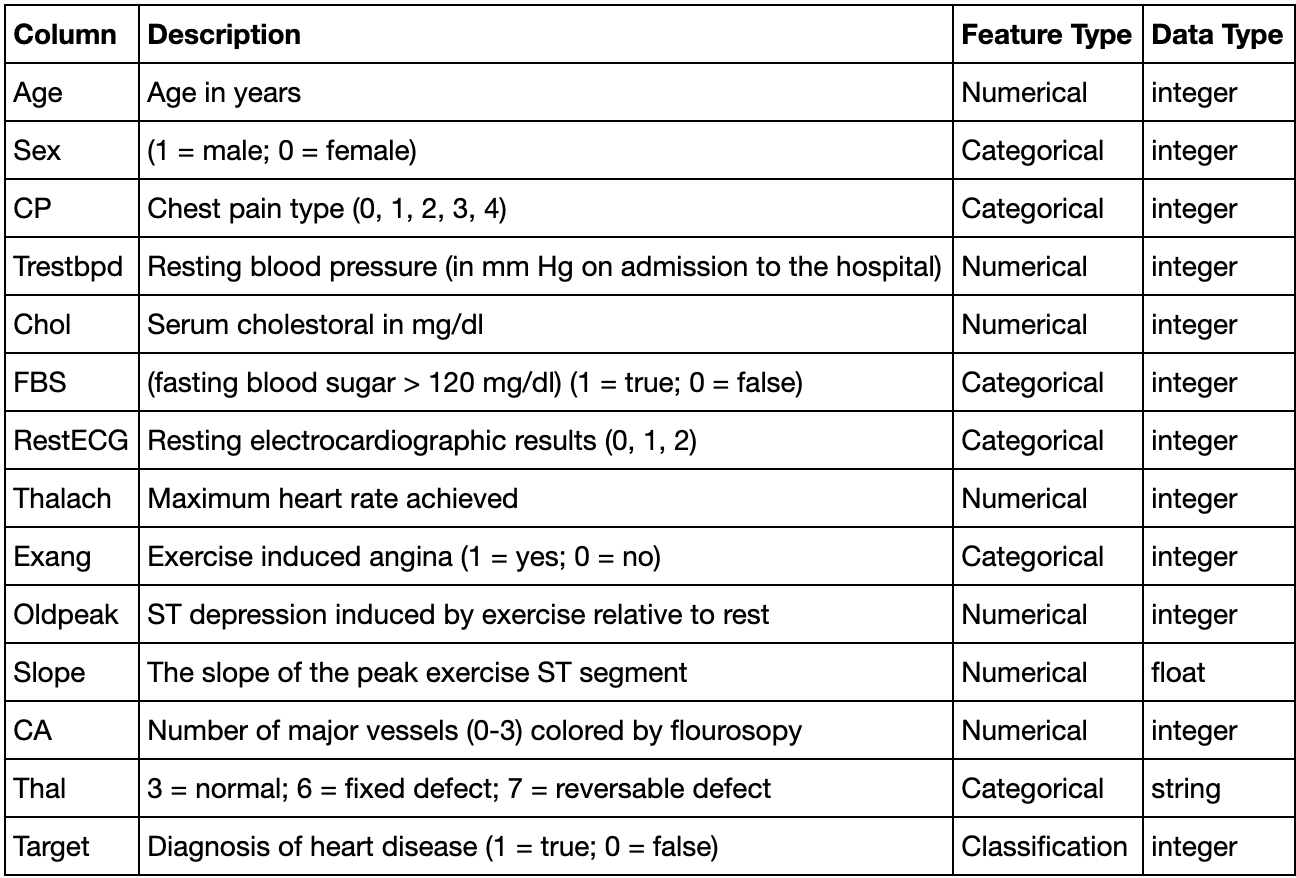 Column Description Feature Type Data Type
Age Age in years Numerical integer
Sex (1 = male; 0 = female) Categorical integer
CP Chest pain type (0, 1, 2, 3, 4) Categorical integer
Trestbpd Resting blood pressure (in mm Hg on admission to the hospital) Numerical integer
Chol Serum cholestoral in mg/dl Numerical integer
FBS (fasting blood sugar > 120 mg/dl) (1 = true; 0 = false) Categorical integer
RestECG Resting electrocardiographic results (0, 1, 2) Categorical integer
Thalach Maximum heart rate achieved Numerical integer
Exang Exercise induced angina (1 = yes; 0 = no) Categorical integer
Oldpeak ST depression induced by exercise relative to rest Numerical integer
Slope The slope of the peak exercise ST segment Numerical float
CA Number of major vessels (0-3) colored by flourosopy Numerical integer
Thal 3 = normal; 6 = fixed defect; 7 = reversable defect Categorical string
Target Diagnosis of heart disease (1 = true; 0 = false) Classification integer